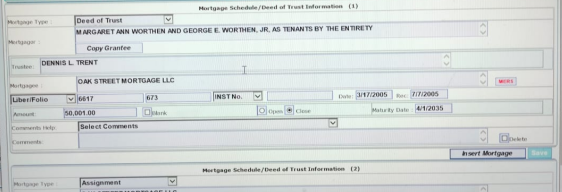 Mortgage Schedule/Deed of Trust Information (1)
Mortgage Type : Deed of Trust
MARGARET ANN WORTHEN AND GEORGE E. WORTHEN, JR, AS TENANTS BY THE ENTIRETY
Mortgagor :
Copy Grantee
Trustee: DENNIS L. TRENT
OAK STREET MORTGAGE LLC
Mortgagee : MERS
Liber/Folio 6617 673 INST No. Date: 3/17/2005 Rec: 7/7/2005
Amount: 50,001.00 Blank Open Close Maturity Date : 4/1/2035
Comments Help: Select Comments
Comments: Delete
Insert Mortgage Save
Mortgage Schedule/Deed of Trust Information (2)
Mortgage Type : Assignment